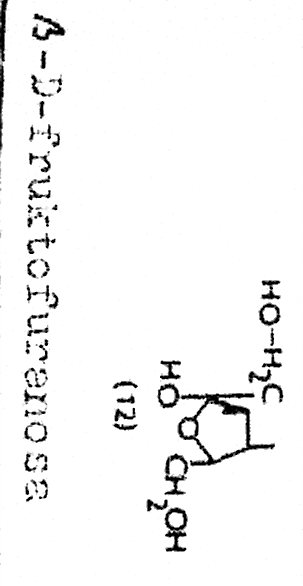 β-D-fruktofuranosa
HO-H₂C
HO
O
CH₂OH
(12)